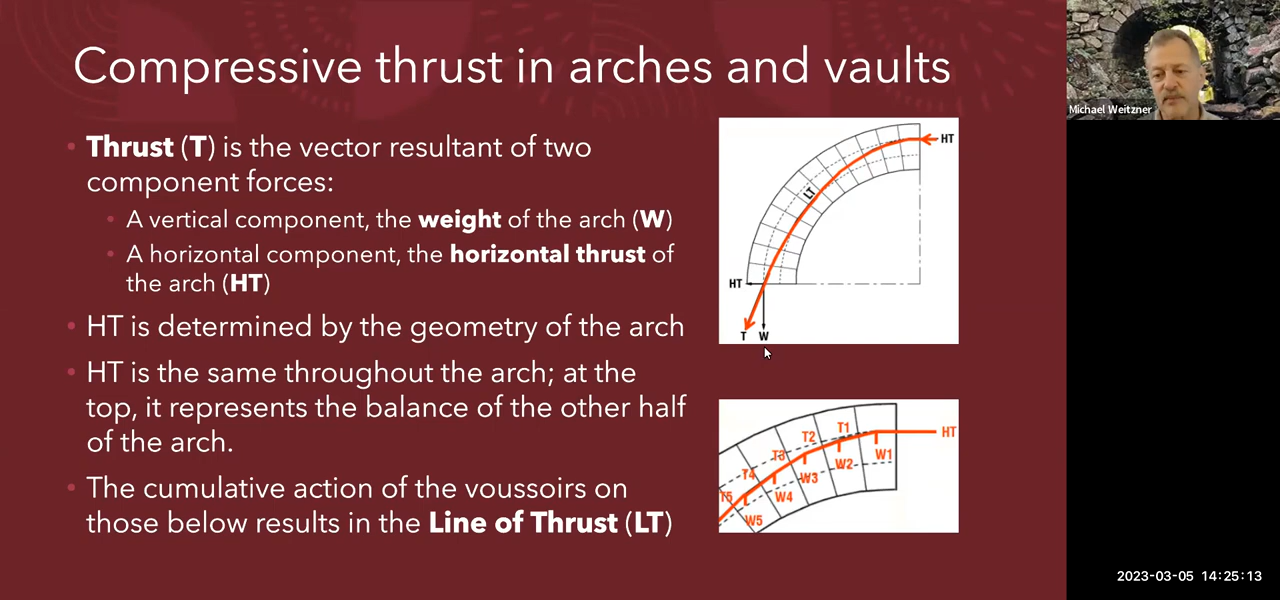 Compressive thrust in arches and vaults
Michael Weitzner
• Thrust (T) is the vector resultant of two
component forces:
• A vertical component, the weight of the arch (W)
• A horizontal component, the horizontal thrust of
the arch (HT)
• HT is determined by the geometry of the arch
• HT is the same throughout the arch; at the
top, it represents the balance of the other half
of the arch.
• The cumulative action of the voussoirs on
those below results in the Line of Thrust (LT)
HT
LT
HT
T W
HT
T1
T2
T3
T4
T5
W1
W2
W3
W4
W5
2023-03-05 14:25:13